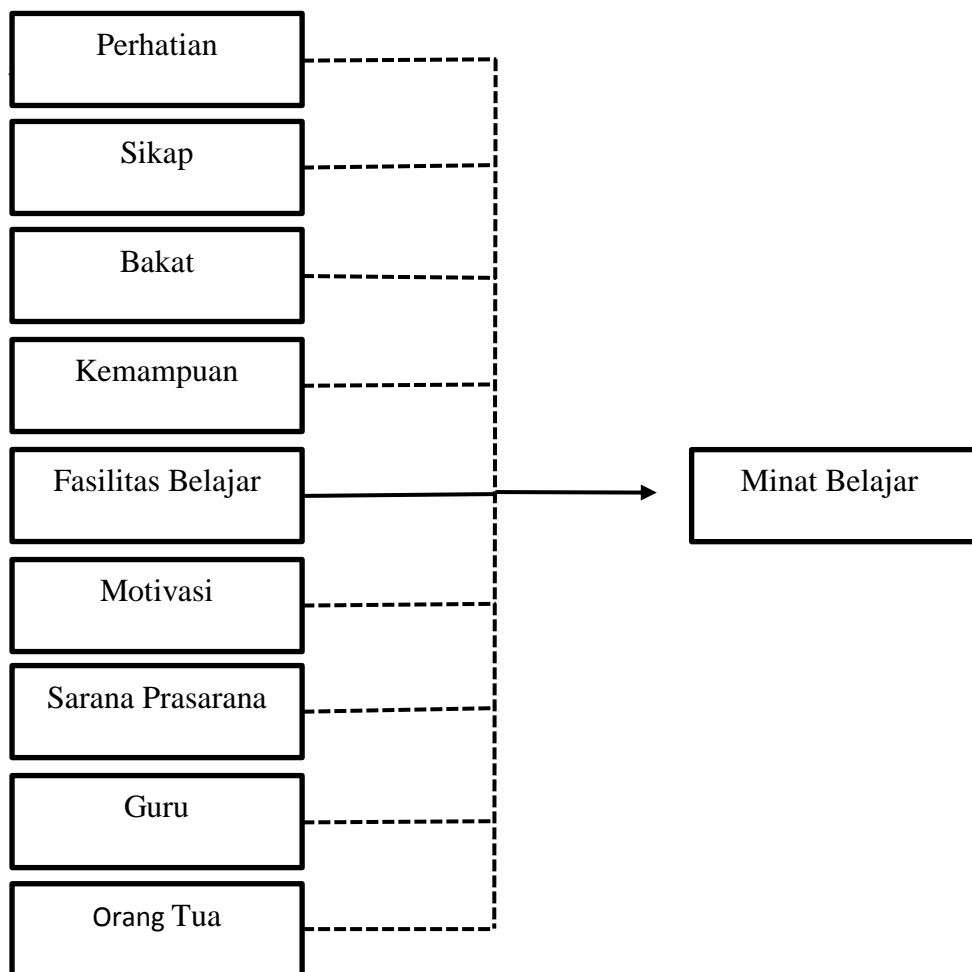 Perhatian
Sikap
Bakat
Kemampuan
Fasilitas Belajar
Minat Belajar
Motivasi
Sarana Prasarana
Guru
Orang Tua